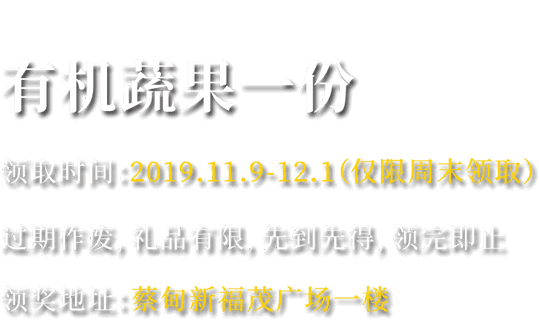 有机蔬果一份
领取时间:2019.11.9-12.1(仅限周末领取)
过期作废,礼品有限,先到先得,领完即止
领奖地址:蔡甸新福茂广场一楼